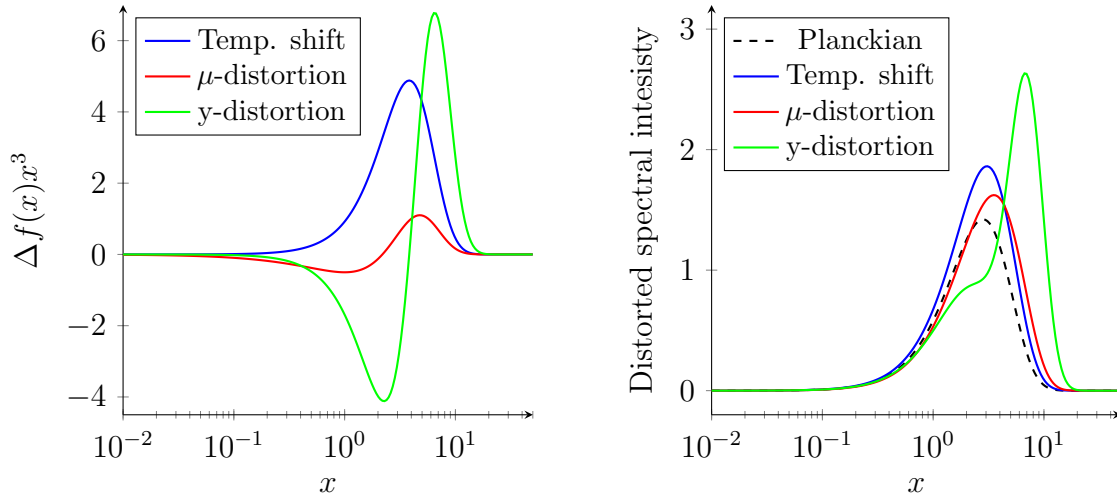 Temp. shift
μ-distortion
y-distortion
Δf(x)x³
6
4
2
0
−2
−4
10⁻²
10⁻¹
10⁰
10¹
x
Planckian
Temp. shift
μ-distortion
y-distortion
Distorted spectral intesisty
3
2
1
0
10⁻²
10⁻¹
10⁰
10¹
x